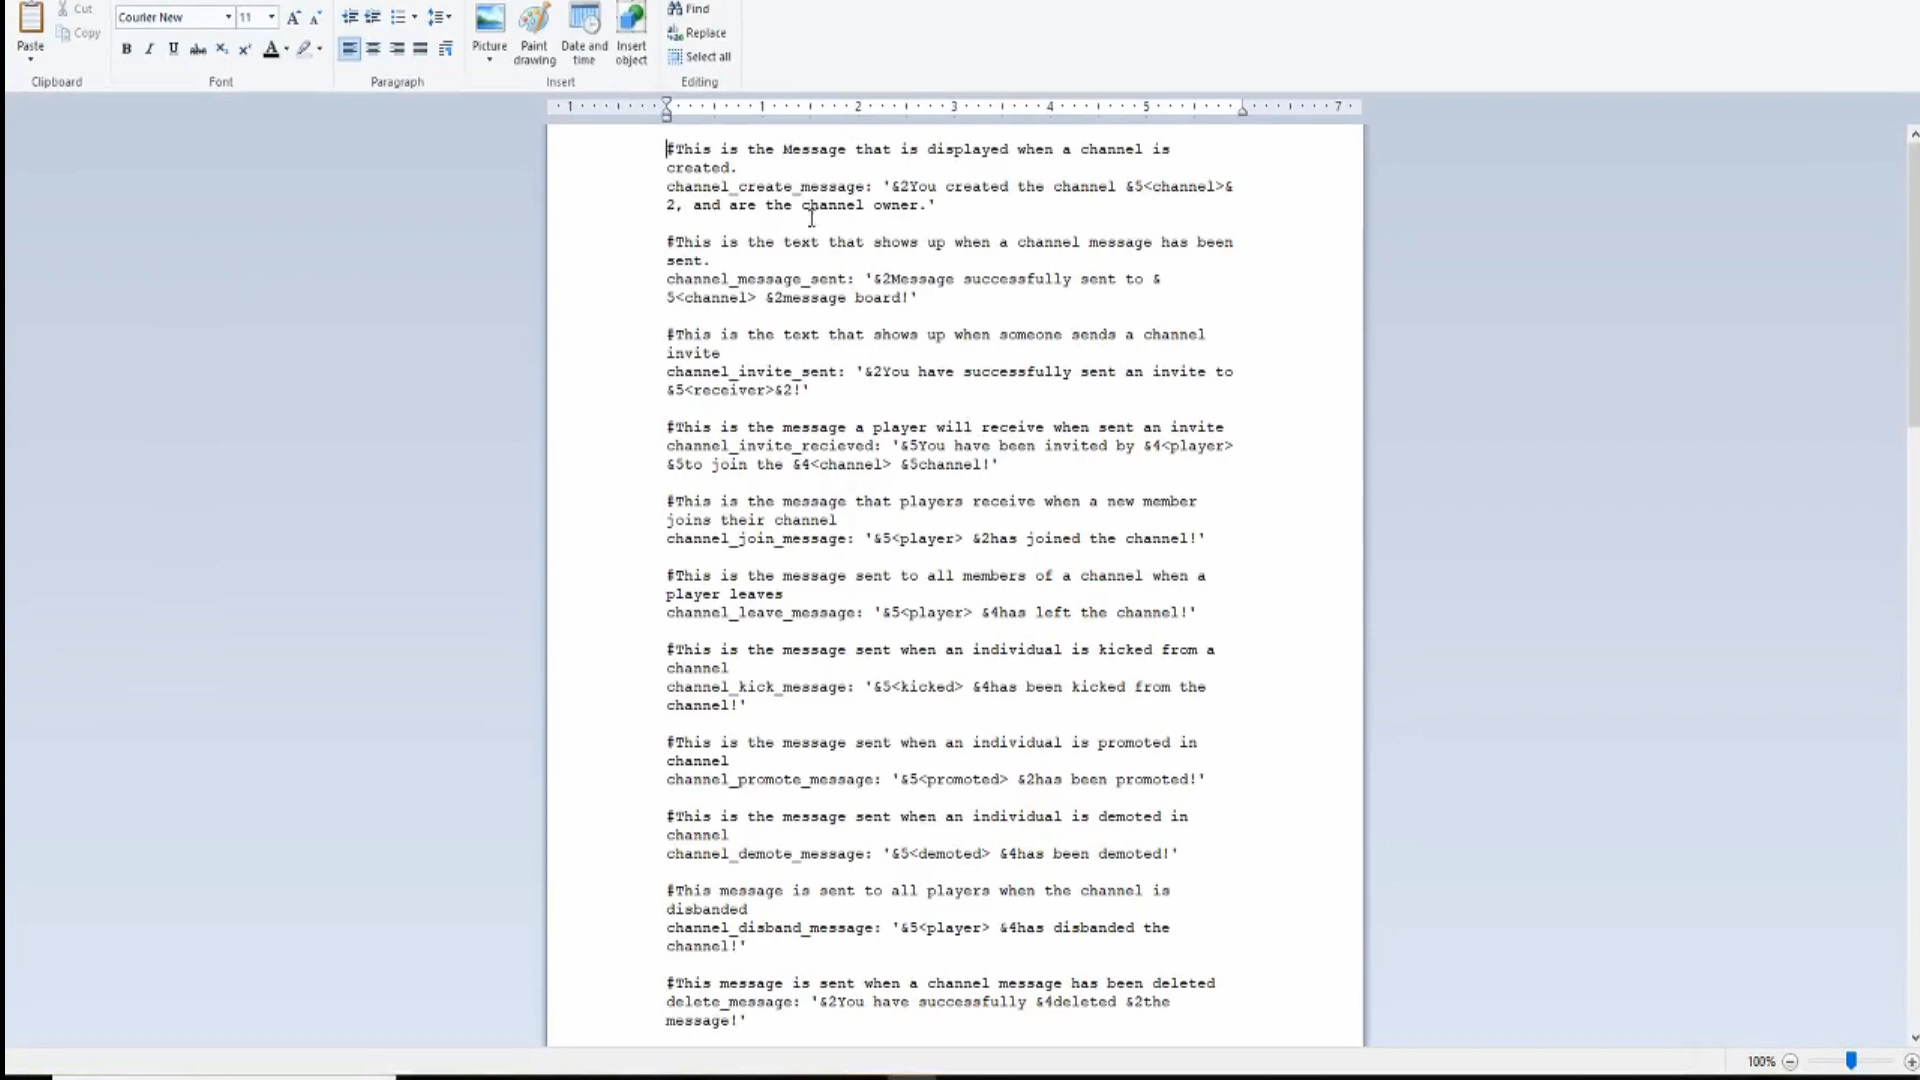 Cut
Copy
Paste
Clipboard
Courier New
11
A A
B I U abc X₂ X² A
Font
Paragraph
Picture
Paint drawing
Date and time
Insert object
Insert
Find
Replace
Select all
Editing
1 1 2 3 4 5 7
#This is the Message that is displayed when a channel is
created.
channel_create_message: '&2You created the channel &5<channel>&
2, and are the channel owner.'
#This is the text that shows up when a channel message has been
sent.
channel_message_sent: '&2Message successfully sent to &
5<channel> &2message board!'
#This is the text that shows up when someone sends a channel
invite
channel_invite_sent: '&2You have successfully sent an invite to
&5<receiver>&2!'
#This is the message a player will receive when sent an invite
channel_invite_recieved: '&5You have been invited by &4<player>
&5to join the &4<channel> &5channel!'
#This is the message that players receive when a new member
joins their channel
channel_join_message: '&5<player> &2has joined the channel!'
#This is the message sent to all members of a channel when a
player leaves
channel_leave_message: '&5<player> &4has left the channel!'
#This is the message sent when an individual is kicked from a
channel
channel_kick_message: '&5<kicked> &4has been kicked from the
channel!'
#This is the message sent when an individual is promoted in
channel
channel_promote_message: '&5<promoted> &2has been promoted!'
#This is the message sent when an individual is demoted in
channel
channel_demote_message: '&5<demoted> &4has been demoted!'
#This message is sent to all players when the channel is
disbanded
channel_disband_message: '&5<player> &4has disbanded the
channel!'
#This message is sent when a channel message has been deleted
delete_message: '&2You have successfully &4deleted &2the
message!'
100%